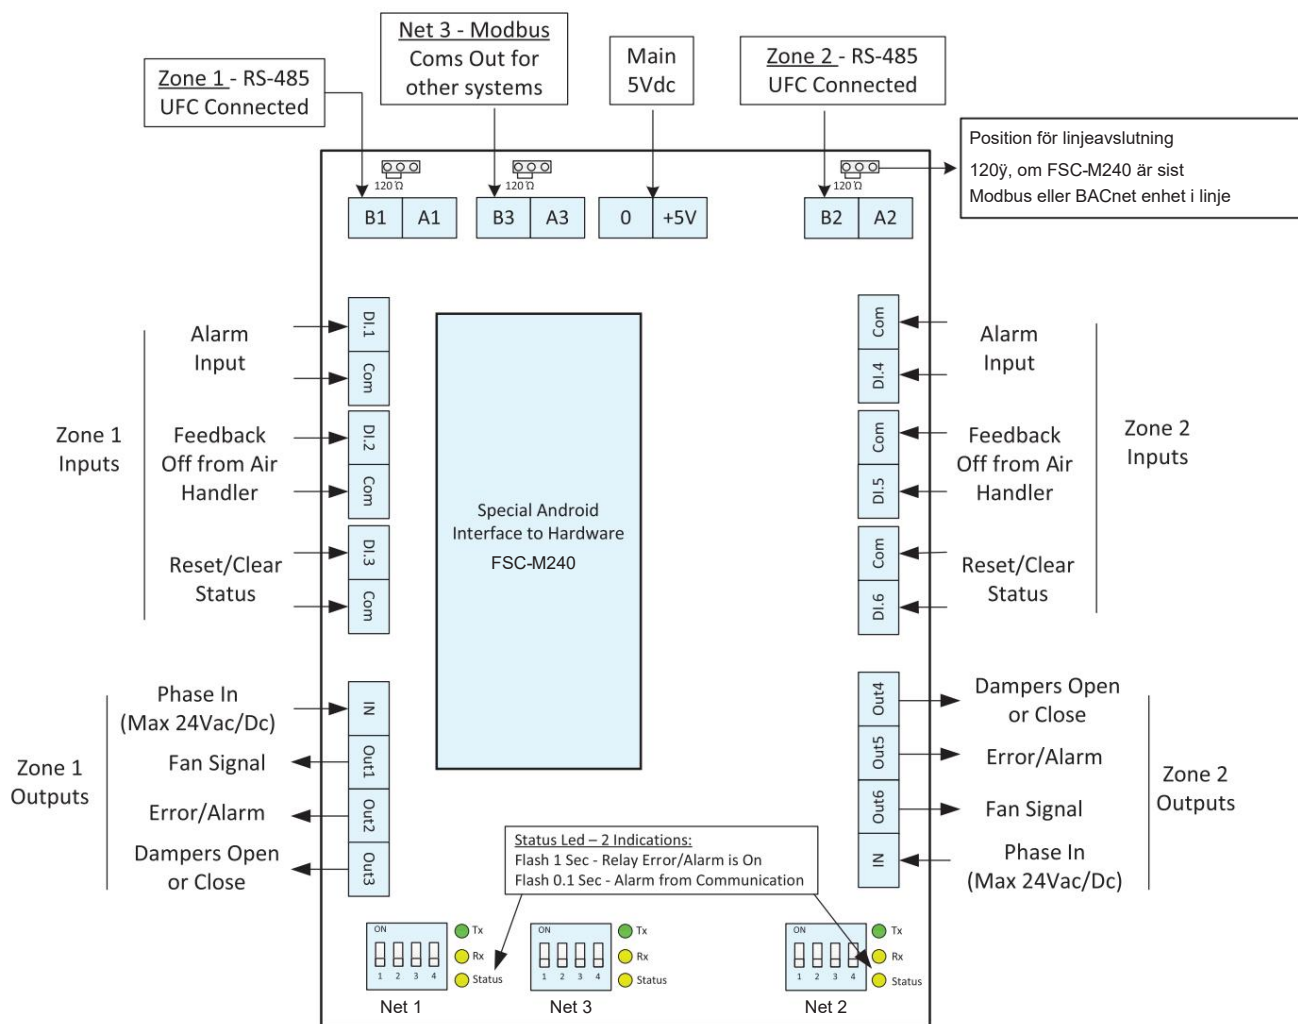 Net 3 - Modbus
Coms Out for
other systems
Main
5Vdc
Zone 2 - RS-485
UFC Connected
Zone 1 - RS-485
UFC Connected
Position för linjeavslutning
120ÿ, om FSC-M240 är sist
Modbus eller BACnet enhet i linje
120 Ω
120 Ω
120 Ω
B1 A1
B3 A3
0 +5V
B2 A2
Zone 1
Inputs
Alarm
Input
DI.1
Com
Feedback
Off from Air
Handler
DI.2
Com
Reset/Clear
Status
DI.3
Com
Special Android
Interface to Hardware
FSC-M240
Com
DI.4
Alarm
Input
Com
DI.5
Feedback
Off from Air
Handler
Com
DI.6
Reset/Clear
Status
Zone 2
Inputs
Zone 1
Outputs
Phase In
(Max 24Vac/Dc)
IN
Fan Signal
Out1
Error/Alarm
Out2
Dampers Open
or Close
Out3
Out4
Dampers Open
or Close
Out5
Error/Alarm
Out6
Fan Signal
IN
Phase In
(Max 24Vac/Dc)
Zone 2
Outputs
Status Led – 2 Indications:
Flash 1 Sec - Relay Error/Alarm is On
Flash 0.1 Sec - Alarm from Communication
ON
1 2 3 4
Tx
Rx
Status
Net 1
ON
1 2 3 4
Tx
Rx
Status
Net 3
ON
1 2 3 4
Tx
Rx
Status
Net 2